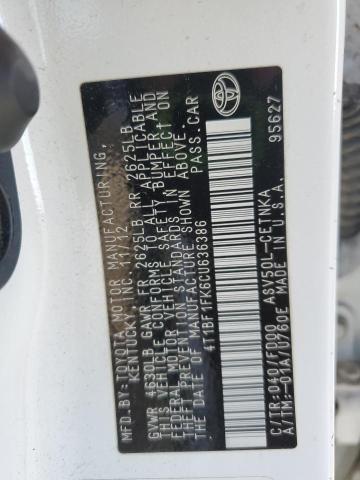 MFD.BY: TOYOTA MOTOR MANUFACTURING,
KENTUCKY, INC. 11/12
GVWR 4630LB GAWR FR 2625LB RR 2625LB
THIS VEHICLE CONFORMS TO ALL APPLICABLE
FEDERAL MOTOR VEHICLE SAFETY BUMPER, AND
THEFT PREVENTION STANDARDS IN EFFECT ON
THE DATE OF MANUFACTURE SHOWN ABOVE.
4T1BF1FK6CU636386 PASS.CAR
C/TR: 040/FD90 ASV50L-CETNKA
A/TM: -01A/U760E MADE IN U.S.A.
95627
TOYOTA